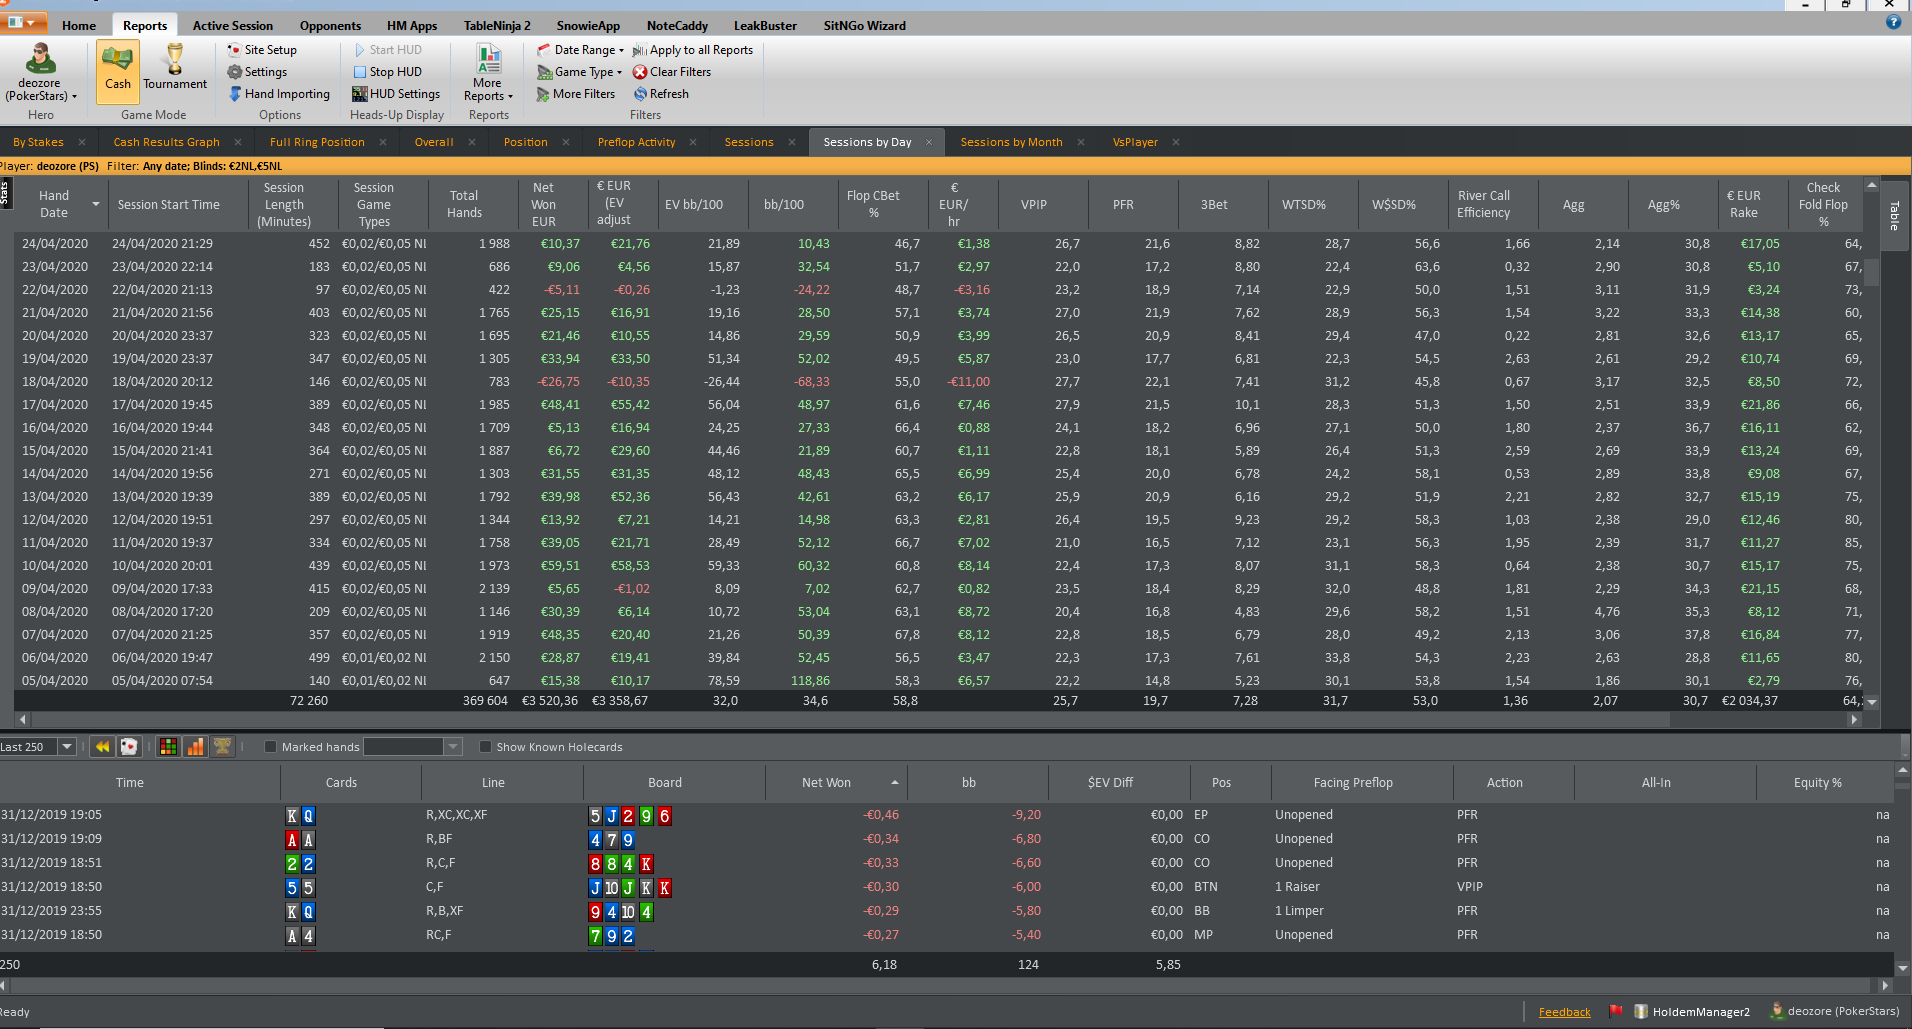 Home Reports Active Session Opponents HM Apps TableNinja 2 SnowieApp NoteCaddy LeakBuster SitNGo Wizard
deozore (PokerStars) Cash Tournament Site Setup Settings Hand Importing Start HUD Stop HUD HUD Settings More Reports Date Range Game Type More Filters Apply to all Reports Clear Filters Refresh
Hero Game Mode Options Heads-Up Display Reports Filters
By Stakes Cash Results Graph Full Ring Position Overall Position Preflop Activity Sessions Sessions by Day Sessions by Month VsPlayer
Player: deozore (PS) Filter: Any date; Blinds: €2NL,€5NL
Stats Hand Date Session Start Time Session Length (Minutes) Session Game Types Total Hands Net Won EUR € EUR (EV adjust EV bb/100 bb/100 Flop CBet % € EUR/ hr VPIP PFR 3Bet WTSD% W$SD% River Call Efficiency Agg Agg% € EUR Rake Check Fold Flop % Table
24/04/2020 24/04/2020 21:29 452 €0,02/€0,05 NL 1 988 €10,37 €21,76 21,89 10,43 46,7 €1,38 26,7 21,6 8,82 28,7 56,6 1,66 2,14 30,8 €17,05 64,
23/04/2020 23/04/2020 22:14 183 €0,02/€0,05 NL 686 €9,06 €4,56 15,87 32,54 51,7 €2,97 22,0 17,2 8,80 22,4 63,6 0,32 2,90 30,8 €5,10 67,
22/04/2020 22/04/2020 21:13 97 €0,02/€0,05 NL 422 -€5,11 -€0,26 -1,23 -24,22 48,7 -€3,16 23,2 18,9 7,14 22,9 50,0 1,51 3,11 31,9 €3,24 73,
21/04/2020 21/04/2020 21:56 403 €0,02/€0,05 NL 1 765 €25,15 €16,91 19,16 28,50 57,1 €3,74 27,0 21,9 7,62 28,9 56,3 1,54 3,22 33,3 €14,38 60,
20/04/2020 20/04/2020 23:37 323 €0,02/€0,05 NL 1 695 €21,46 €10,55 14,86 29,59 50,9 €3,99 26,5 20,9 8,41 29,4 47,0 0,22 2,81 32,6 €13,17 65,
19/04/2020 19/04/2020 23:37 347 €0,02/€0,05 NL 1 305 €33,94 €33,50 51,34 52,02 49,5 €5,87 23,0 17,7 6,81 22,3 54,5 2,63 2,61 29,2 €10,74 69,
18/04/2020 18/04/2020 20:12 146 €0,02/€0,05 NL 783 -€26,75 -€10,35 -26,44 -68,33 55,0 -€11,00 27,7 22,1 7,41 31,2 45,8 0,67 3,17 32,5 €8,50 72,
17/04/2020 17/04/2020 19:45 389 €0,02/€0,05 NL 1 985 €48,41 €55,42 56,04 48,97 61,6 €7,46 27,9 21,5 10,1 28,3 51,3 1,50 2,51 33,9 €21,86 66,
16/04/2020 16/04/2020 19:44 348 €0,02/€0,05 NL 1 709 €5,13 €16,94 24,25 27,33 66,4 €0,88 24,1 18,2 6,96 27,1 50,0 1,80 2,37 36,7 €16,11 62,
15/04/2020 15/04/2020 21:41 364 €0,02/€0,05 NL 1 887 €6,72 €29,60 44,46 21,89 60,7 €1,11 22,8 18,1 5,89 26,4 51,3 2,59 2,69 33,9 €13,24 69,
14/04/2020 14/04/2020 19:56 271 €0,02/€0,05 NL 1 303 €31,55 €31,35 48,12 48,43 65,5 €6,99 25,4 20,0 6,78 24,2 58,1 0,53 2,89 33,8 €9,08 67,
13/04/2020 13/04/2020 19:39 389 €0,02/€0,05 NL 1 792 €39,98 €52,36 56,43 42,61 63,2 €6,17 25,9 20,9 6,16 29,2 51,9 2,21 2,82 32,7 €15,19 75,
12/04/2020 12/04/2020 19:51 297 €0,02/€0,05 NL 1 344 €13,92 €7,21 14,21 14,98 63,3 €2,81 26,4 19,5 9,23 29,2 58,3 1,03 2,38 29,0 €12,46 80,
11/04/2020 11/04/2020 19:37 334 €0,02/€0,05 NL 1 758 €39,05 €21,71 28,49 52,12 66,7 €7,02 21,0 16,5 7,12 23,1 56,3 1,95 2,39 31,7 €11,27 85,
10/04/2020 10/04/2020 20:01 439 €0,02/€0,05 NL 1 973 €59,51 €58,53 59,33 60,32 60,8 €8,14 22,4 17,3 8,07 31,1 58,3 0,64 2,38 30,7 €15,17 75,
09/04/2020 09/04/2020 17:33 415 €0,02/€0,05 NL 2 139 €5,65 -€1,02 8,09 7,02 62,7 €0,82 23,5 18,4 8,29 32,0 48,8 1,81 2,29 34,3 €21,15 68,
08/04/2020 08/04/2020 17:20 209 €0,02/€0,05 NL 1 146 €30,39 €6,14 10,72 53,04 63,1 €8,72 20,4 16,8 4,83 29,6 58,2 1,51 4,76 35,3 €8,12 71,
07/04/2020 07/04/2020 21:25 357 €0,02/€0,05 NL 1 919 €48,35 €20,40 21,26 50,39 67,8 €8,12 22,8 18,5 6,79 28,0 49,2 2,13 3,06 37,8 €16,84 77,
06/04/2020 06/04/2020 19:47 499 €0,01/€0,02 NL 2 150 €28,87 €19,41 39,84 52,45 56,5 €3,47 22,3 17,3 7,61 33,8 54,3 2,23 2,63 28,8 €11,65 80,
05/04/2020 05/04/2020 07:54 140 €0,01/€0,02 NL 647 €15,38 €10,17 78,59 118,86 58,3 €6,57 22,2 14,8 5,23 30,1 53,8 1,54 1,86 30,1 €2,79 76,
72 260 369 604 €3 520,36 €3 358,67 32,0 34,6 58,8 25,7 19,7 7,28 31,7 53,0 1,36 2,07 30,7 €2 034,37 64,
Last 250 Marked hands Show Known Holecards
Time Cards Line Board Net Won bb $EV Diff Pos Facing Preflop Action All-In Equity %
31/12/2019 19:05 K Q R,XC,XC,XF 5 J 2 9 6 -€0,46 -9,20 €0,00 EP Unopened PFR na
31/12/2019 19:09 A A R,BF 4 7 9 -€0,34 -6,80 €0,00 CO Unopened PFR na
31/12/2019 18:51 2 2 R,C,F 8 8 4 K -€0,33 -6,60 €0,00 CO Unopened PFR na
31/12/2019 18:50 5 5 C,F J 10 J K K -€0,30 -6,00 €0,00 BTN 1 Raiser VPIP na
31/12/2019 23:55 K Q R,B,XF 9 4 10 4 -€0,29 -5,80 €0,00 BB 1 Limper PFR na
31/12/2019 18:50 A 4 RC,F 7 9 2 -€0,27 -5,40 €0,00 MP Unopened PFR na
250 6,18 124 5,85
Ready Feedback HoldemManager2 deozore (PokerStars)